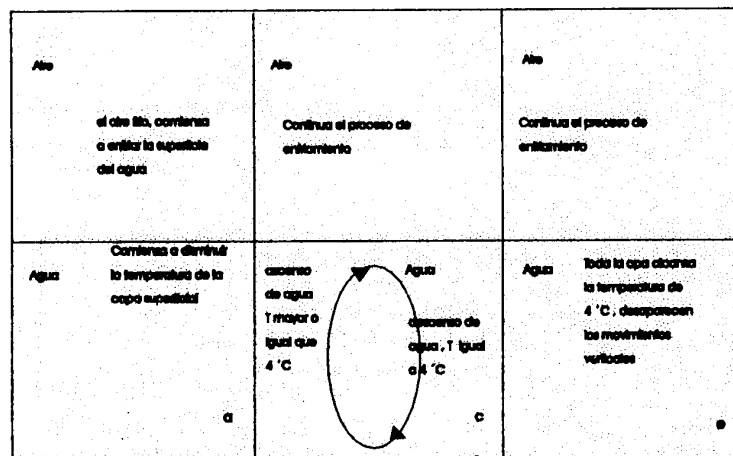 Aire
el aire frío, comienza
a enfriar la superficie
del agua
Aire
Continua el proceso de
enfriamiento
Aire
Continua el proceso de
enfriamiento
Agua
Comienza a disminuir
la temperatura de la
capa superficial
a
ascenso
de agua
T mayor o
igual que
4 °C
Agua
descenso de
agua, T igual
a 4 °C
c
Agua
Toda la cpa alcanza
la temperatura de
4 °C, desaparecen
los movimientos
verticales
e